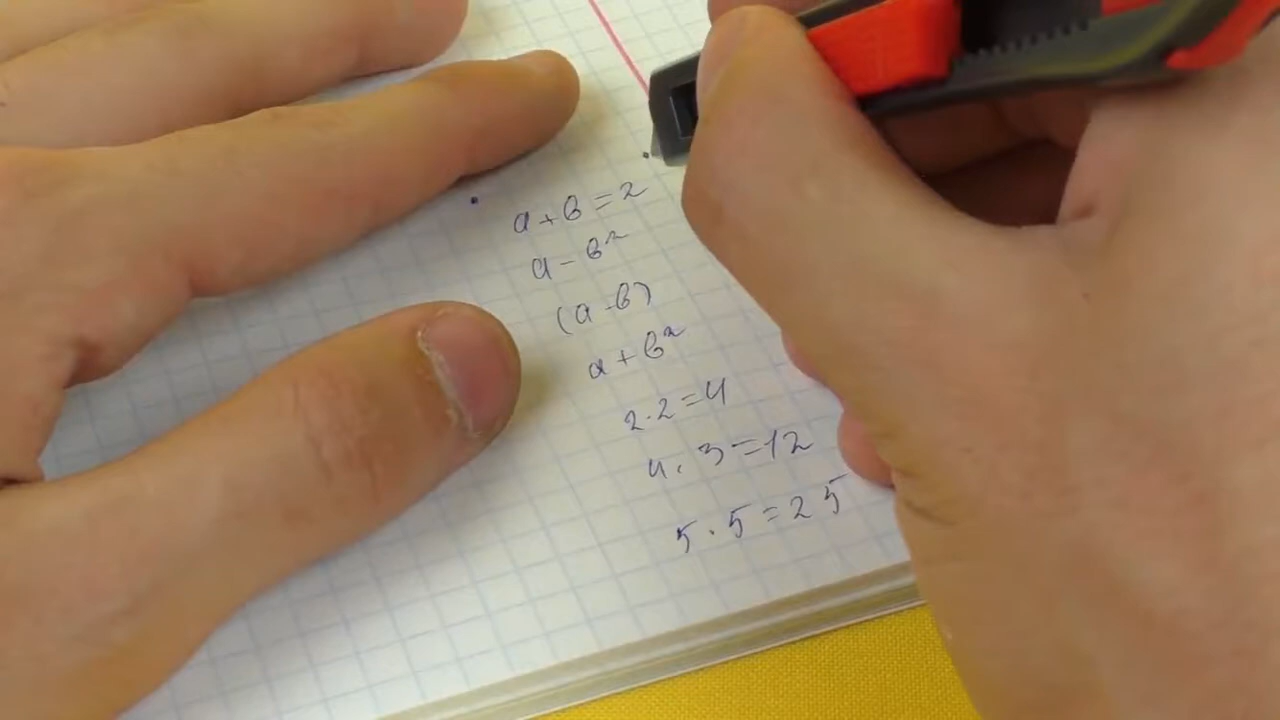 a + b = 2
a - b²
(a - b)
a + b²
2 · 2 = 4
4 · 3 = 12
5 · 5 = 25